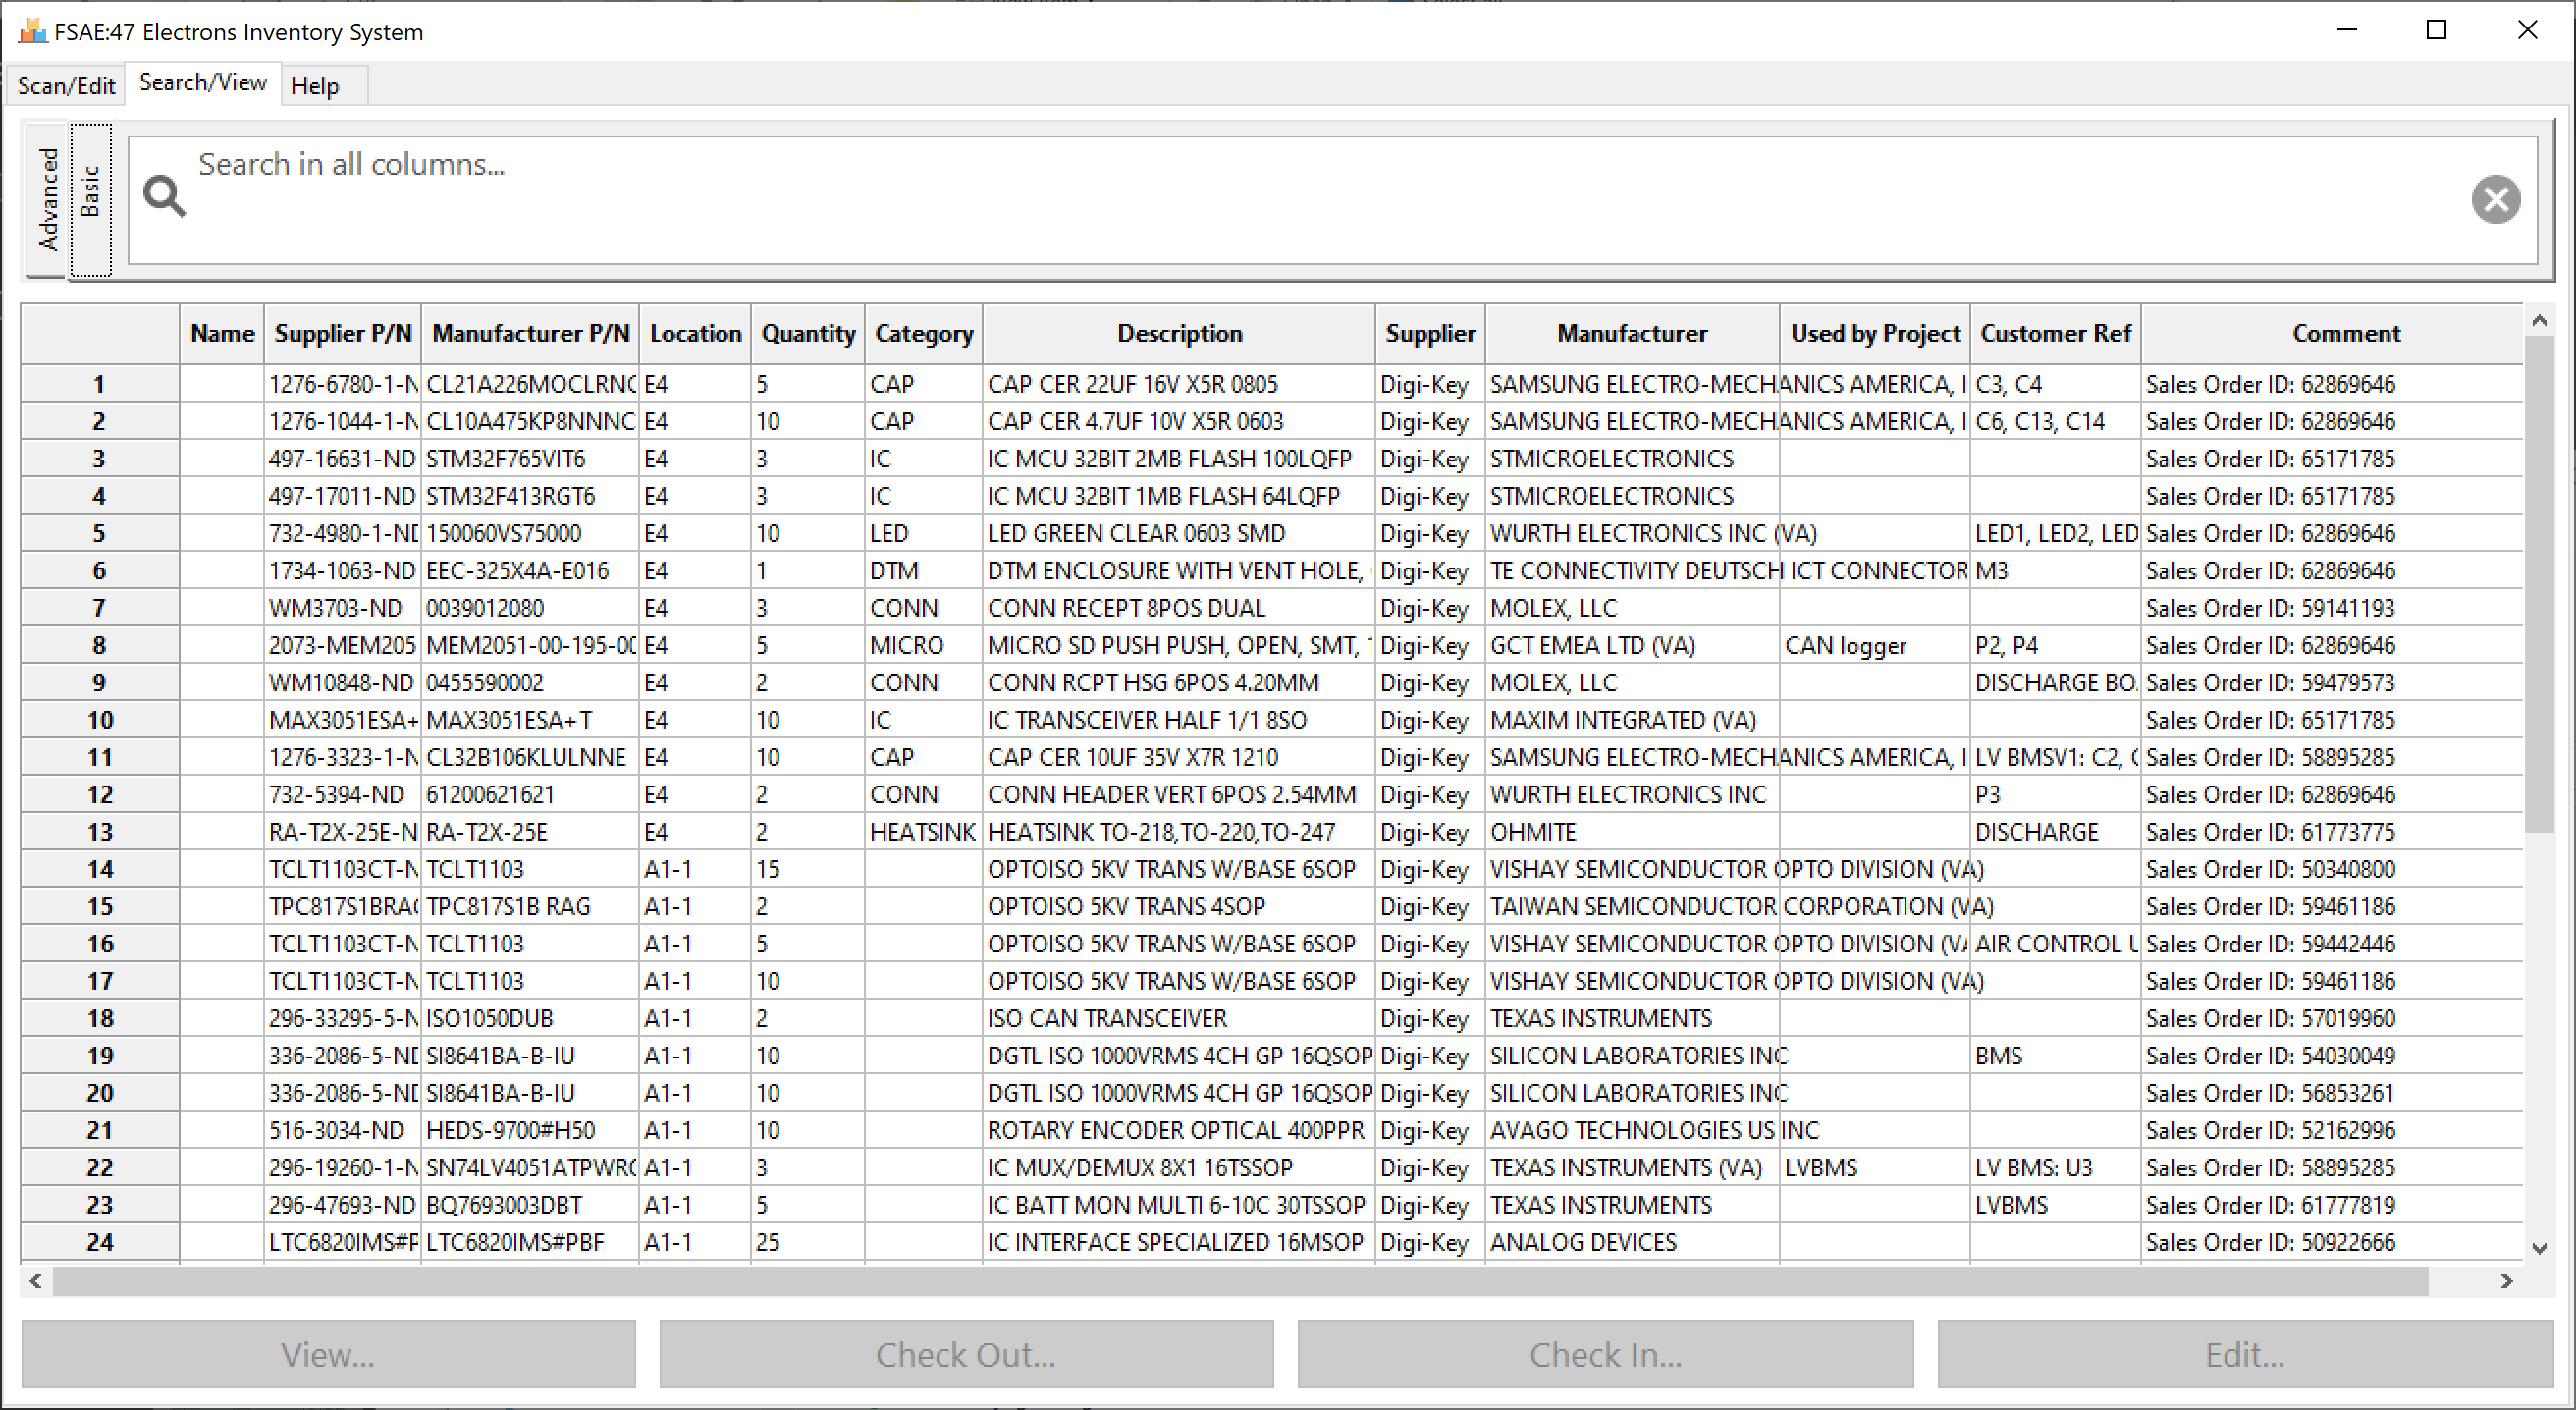 FSAE:47 Electrons Inventory System
Scan/Edit Search/View Help
Advanced
Basic
Search in all columns...
Name Supplier P/N Manufacturer P/N Location Quantity Category Description Supplier Manufacturer Used by Project Customer Ref Comment
1 1276-6780-1-N CL21A226MOCLRNC E4 5 CAP CAP CER 22UF 16V X5R 0805 Digi-Key SAMSUNG ELECTRO-MECHANICS AMERICA, I C3, C4 Sales Order ID: 62869646
2 1276-1044-1-N CL10A475KP8NNNC E4 10 CAP CAP CER 4.7UF 10V X5R 0603 Digi-Key SAMSUNG ELECTRO-MECHANICS AMERICA, I C6, C13, C14 Sales Order ID: 62869646
3 497-16631-ND STM32F765VIT6 E4 3 IC IC MCU 32BIT 2MB FLASH 100LQFP Digi-Key STMICROELECTRONICS Sales Order ID: 65171785
4 497-17011-ND STM32F413RGT6 E4 3 IC IC MCU 32BIT 1MB FLASH 64LQFP Digi-Key STMICROELECTRONICS Sales Order ID: 65171785
5 732-4980-1-ND 150060VS75000 E4 10 LED LED GREEN CLEAR 0603 SMD Digi-Key WURTH ELECTRONICS INC (VA) LED1, LED2, LED Sales Order ID: 62869646
6 1734-1063-ND EEC-325X4A-E016 E4 1 DTM DTM ENCLOSURE WITH VENT HOLE, Digi-Key TE CONNECTIVITY DEUTSCH ICT CONNECTOR M3 Sales Order ID: 62869646
7 WM3703-ND 0039012080 E4 3 CONN CONN RECEPT 8POS DUAL Digi-Key MOLEX, LLC Sales Order ID: 59141193
8 2073-MEM205 MEM2051-00-195-00 E4 5 MICRO MICRO SD PUSH PUSH, OPEN, SMT, Digi-Key GCT EMEA LTD (VA) CAN logger P2, P4 Sales Order ID: 62869646
9 WM10848-ND 0455590002 E4 2 CONN CONN RCPT HSG 6POS 4.20MM Digi-Key MOLEX, LLC DISCHARGE BO Sales Order ID: 59479573
10 MAX3051ESA+ MAX3051ESA+T E4 10 IC IC TRANSCEIVER HALF 1/1 8SO Digi-Key MAXIM INTEGRATED (VA) Sales Order ID: 65171785
11 1276-3323-1-N CL32B106KLULNNE E4 10 CAP CAP CER 10UF 35V X7R 1210 Digi-Key SAMSUNG ELECTRO-MECHANICS AMERICA, I LV BMSV1: C2, Sales Order ID: 58895285
12 732-5394-ND 61200621621 E4 2 CONN CONN HEADER VERT 6POS 2.54MM Digi-Key WURTH ELECTRONICS INC P3 Sales Order ID: 62869646
13 RA-T2X-25E-N RA-T2X-25E E4 2 HEATSINK HEATSINK TO-218,TO-220,TO-247 Digi-Key OHMITE DISCHARGE Sales Order ID: 61773775
14 TCLT1103CT-N TCLT1103 A1-1 15 OPTOISO 5KV TRANS W/BASE 6SOP Digi-Key VISHAY SEMICONDUCTOR OPTO DIVISION (VA) Sales Order ID: 50340800
15 TPC817S1BRAG TPC817S1B RAG A1-1 2 OPTOISO 5KV TRANS 4SOP Digi-Key TAIWAN SEMICONDUCTOR CORPORATION (VA) Sales Order ID: 59461186
16 TCLT1103CT-N TCLT1103 A1-1 5 OPTOISO 5KV TRANS W/BASE 6SOP Digi-Key VISHAY SEMICONDUCTOR OPTO DIVISION (VA AIR CONTROL U Sales Order ID: 59442446
17 TCLT1103CT-N TCLT1103 A1-1 10 OPTOISO 5KV TRANS W/BASE 6SOP Digi-Key VISHAY SEMICONDUCTOR OPTO DIVISION (VA) Sales Order ID: 59461186
18 296-33295-5-N ISO1050DUB A1-1 2 ISO CAN TRANSCEIVER Digi-Key TEXAS INSTRUMENTS Sales Order ID: 57019960
19 336-2086-5-ND SI8641BA-B-IU A1-1 10 DGTL ISO 1000VRMS 4CH GP 16QSOP Digi-Key SILICON LABORATORIES INC BMS Sales Order ID: 54030049
20 336-2086-5-ND SI8641BA-B-IU A1-1 10 DGTL ISO 1000VRMS 4CH GP 16QSOP Digi-Key SILICON LABORATORIES INC Sales Order ID: 56853261
21 516-3034-ND HEDS-9700#H50 A1-1 10 ROTARY ENCODER OPTICAL 400PPR Digi-Key AVAGO TECHNOLOGIES US INC Sales Order ID: 52162996
22 296-19260-1-N SN74LV4051ATPWRG A1-1 3 IC MUX/DEMUX 8X1 16TSSOP Digi-Key TEXAS INSTRUMENTS (VA) LVBMS LV BMS: U3 Sales Order ID: 58895285
23 296-47693-ND BQ7693003DBT A1-1 5 IC BATT MON MULTI 6-10C 30TSSOP Digi-Key TEXAS INSTRUMENTS LVBMS Sales Order ID: 61777819
24 LTC6820IMS#P LTC6820IMS#PBF A1-1 25 IC INTERFACE SPECIALIZED 16MSOP Digi-Key ANALOG DEVICES Sales Order ID: 50922666
View... Check Out... Check In... Edit...